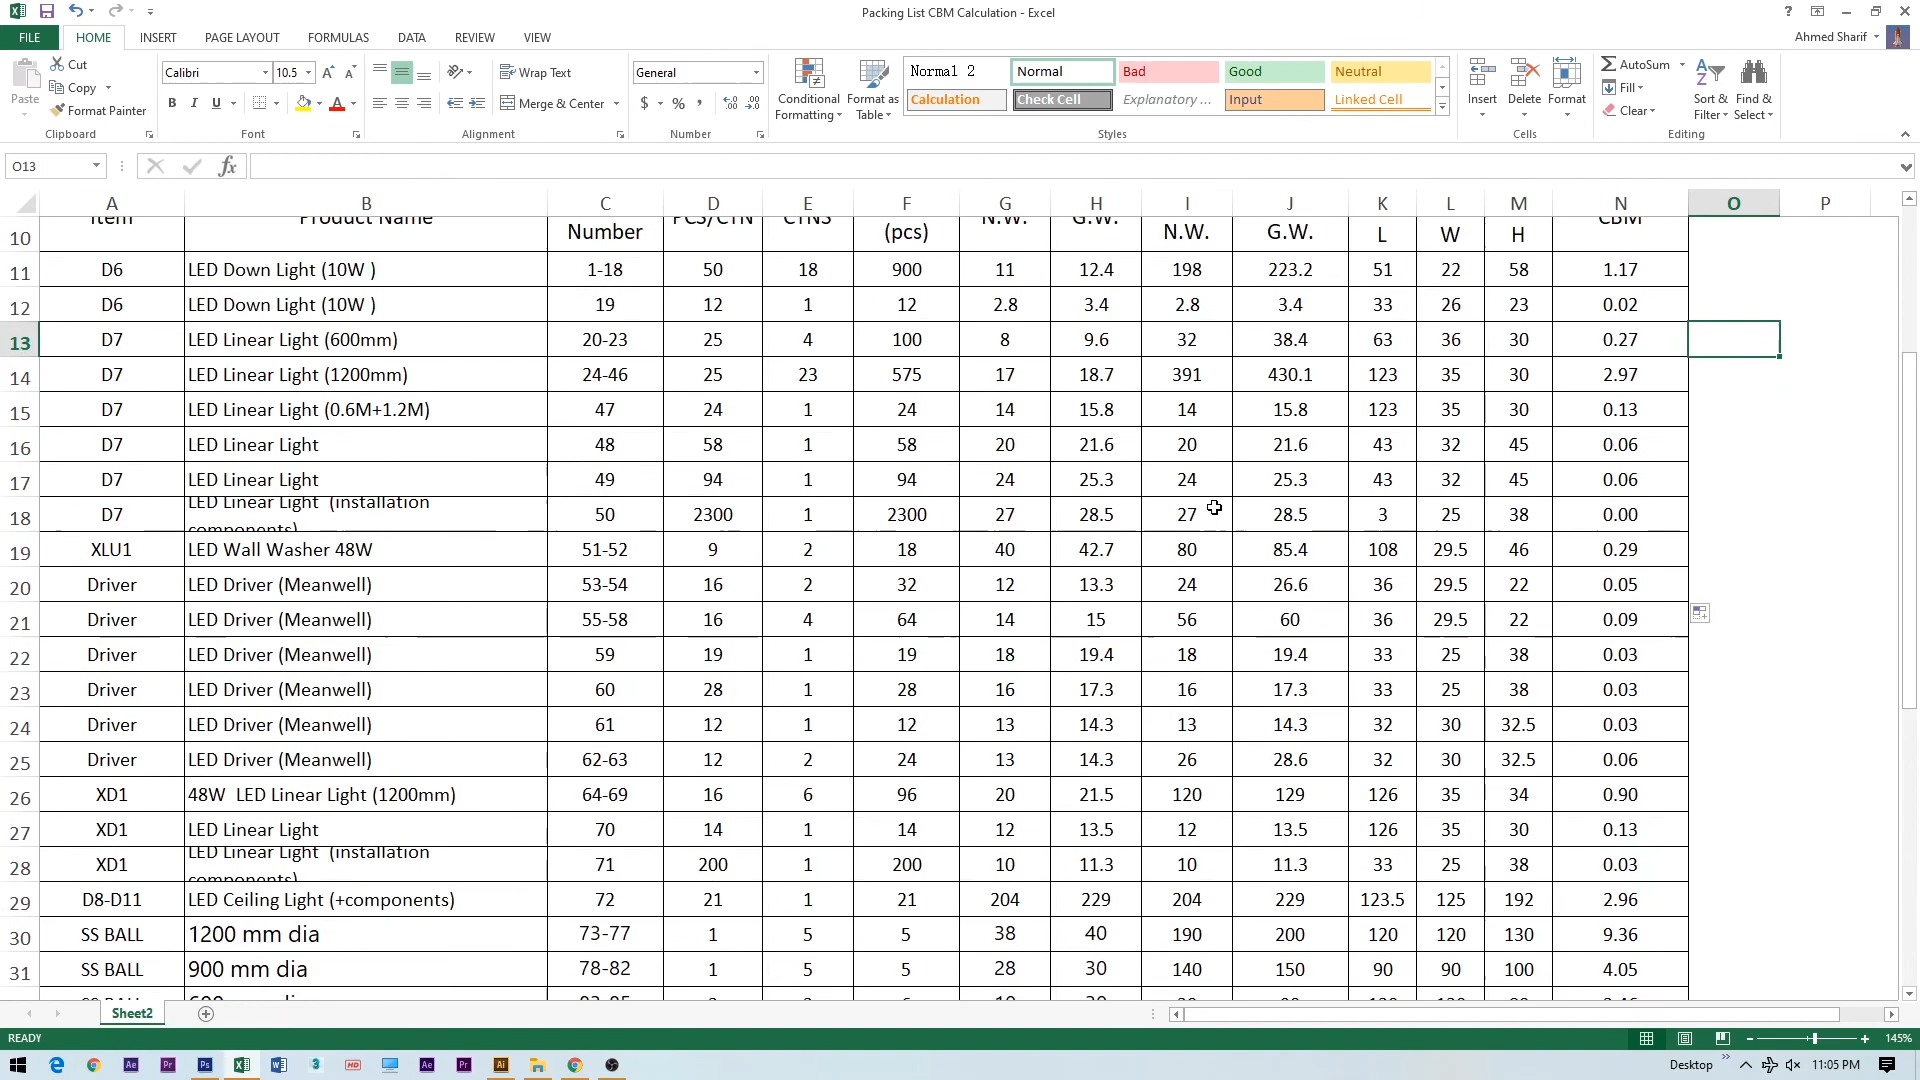 Packing List CBM Calculation - Excel
FILE HOME INSERT PAGE LAYOUT FORMULAS DATA REVIEW VIEW
Ahmed Sharif
Paste
Cut
Copy
Format Painter
Clipboard
Calibri 10.5
B I U
Font
Wrap Text
Merge & Center
Alignment
General
$ % ,
Number
Conditional Formatting
Format as Table
Normal 2 Normal Bad Good Neutral
Calculation Check Cell Explanatory ... Input Linked Cell
Styles
Insert Delete Format
Cells
AutoSum
Fill
Clear
Sort & Filter
Find & Select
Editing
O13
fx
A B C D E F G H I J K L M N O P
Item Product Name PCS/CTN CTNS N.W. G.W. CBM
10 Number (pcs) N.W. G.W. L W H
11 D6 LED Down Light (10W ) 1-18 50 18 900 11 12.4 198 223.2 51 22 58 1.17
12 D6 LED Down Light (10W ) 19 12 1 12 2.8 3.4 2.8 3.4 33 26 23 0.02
13 D7 LED Linear Light (600mm) 20-23 25 4 100 8 9.6 32 38.4 63 36 30 0.27
14 D7 LED Linear Light (1200mm) 24-46 25 23 575 17 18.7 391 430.1 123 35 30 2.97
15 D7 LED Linear Light (0.6M+1.2M) 47 24 1 24 14 15.8 14 15.8 123 35 30 0.13
16 D7 LED Linear Light 48 58 1 58 20 21.6 20 21.6 43 32 45 0.06
17 D7 LED Linear Light 49 94 1 94 24 25.3 24 25.3 43 32 45 0.06
18 D7 LED Linear Light (installation components) 50 2300 1 2300 27 28.5 27 28.5 3 25 38 0.00
19 XLU1 LED Wall Washer 48W 51-52 9 2 18 40 42.7 80 85.4 108 29.5 46 0.29
20 Driver LED Driver (Meanwell) 53-54 16 2 32 12 13.3 24 26.6 36 29.5 22 0.05
21 Driver LED Driver (Meanwell) 55-58 16 4 64 14 15 56 60 36 29.5 22 0.09
22 Driver LED Driver (Meanwell) 59 19 1 19 18 19.4 18 19.4 33 25 38 0.03
23 Driver LED Driver (Meanwell) 60 28 1 28 16 17.3 16 17.3 33 25 38 0.03
24 Driver LED Driver (Meanwell) 61 12 1 12 13 14.3 13 14.3 32 30 32.5 0.03
25 Driver LED Driver (Meanwell) 62-63 12 2 24 13 14.3 26 28.6 32 30 32.5 0.06
26 XD1 48W LED Linear Light (1200mm) 64-69 16 6 96 20 21.5 120 129 126 35 34 0.90
27 XD1 LED Linear Light 70 14 1 14 12 13.5 12 13.5 126 35 30 0.13
28 XD1 LED Linear Light (installation components) 71 200 1 200 10 11.3 10 11.3 33 25 38 0.03
29 D8-D11 LED Ceiling Light (+components) 72 21 1 21 204 229 204 229 123.5 125 192 2.96
30 SS BALL 1200 mm dia 73-77 1 5 5 38 40 190 200 120 120 130 9.36
31 SS BALL 900 mm dia 78-82 1 5 5 28 30 140 150 90 90 100 4.05
Sheet2
READY
145%
Desktop
11:05 PM